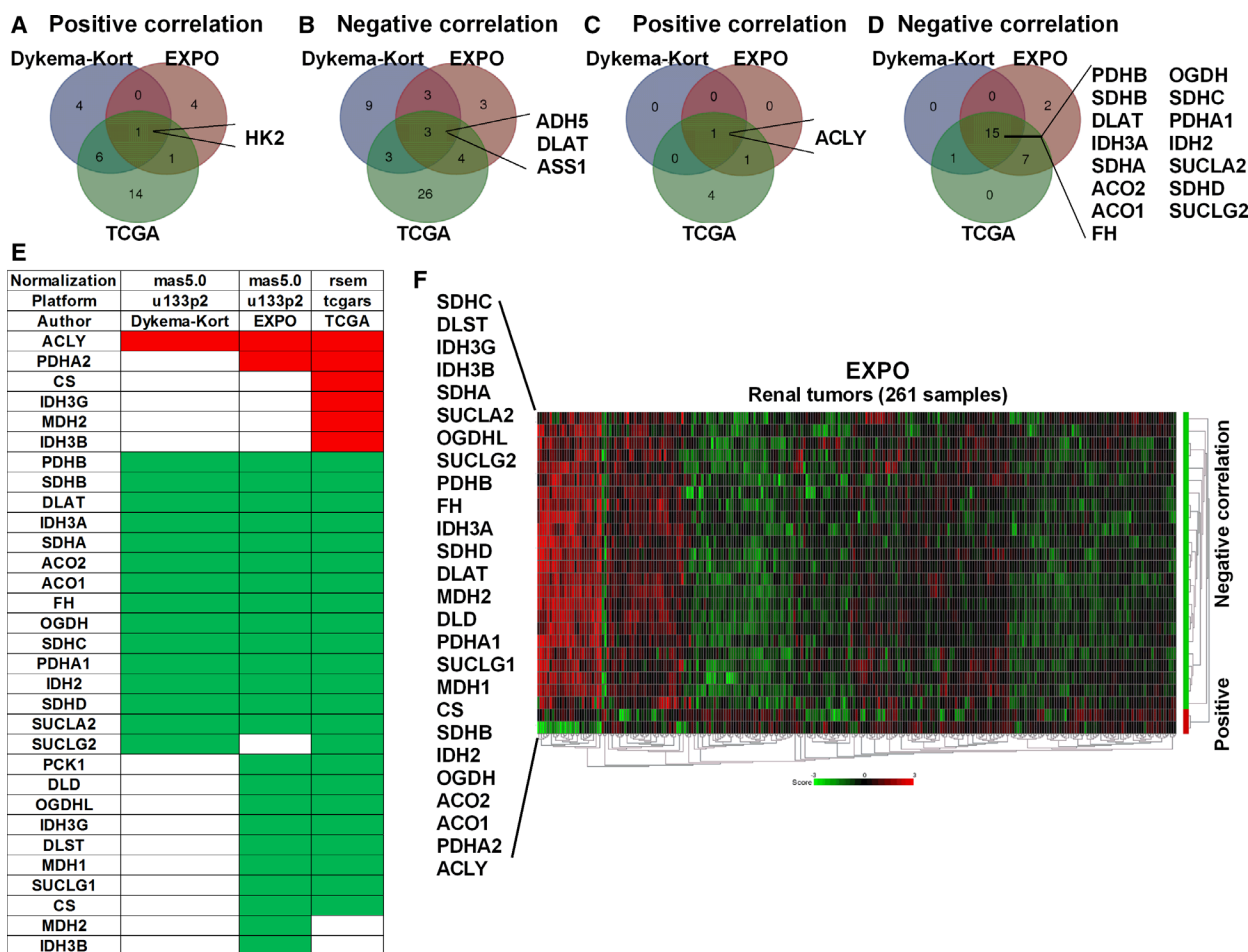 A Positive correlation
Dykema-Kort EXPO
4
0
4
1
6
1
14
HK2
TCGA
B Negative correlation
Dykema-Kort EXPO
9
3
3
3
3
4
26
ADH5
DLAT
ASS1
TCGA
C Positive correlation
Dykema-Kort EXPO
0
0
0
1
0
1
4
ACLY
TCGA
D Negative correlation
Dykema-Kort EXPO
0
0
2
15
1
7
0
TCGA
PDHB OGDH
SDHB SDHC
DLAT PDHA1
IDH3A IDH2
SDHA SUCLA2
ACO2 SDHD
ACO1 SUCLG2
FH
E
Normalization mas5.0 mas5.0 rsem
Platform u133p2 u133p2 tcgars
Author Dykema-Kort EXPO TCGA
ACLY
PDHA2
CS
IDH3G
MDH2
IDH3B
PDHB
SDHB
DLAT
IDH3A
SDHA
ACO2
ACO1
FH
OGDH
SDHC
PDHA1
IDH2
SDHD
SUCLA2
SUCLG2
PCK1
DLD
OGDHL
IDH3G
DLST
MDH1
SUCLG1
CS
MDH2
IDH3B
F
SDHC
DLST
IDH3G
IDH3B
SDHA
SUCLA2
OGDHL
SUCLG2
PDHB
FH
IDH3A
SDHD
DLAT
MDH2
DLD
PDHA1
SUCLG1
MDH1
CS
SDHB
IDH2
OGDH
ACO2
ACO1
PDHA2
ACLY
EXPO
Renal tumors (261 samples)
Negative correlation
Positive
Score -3 0 3